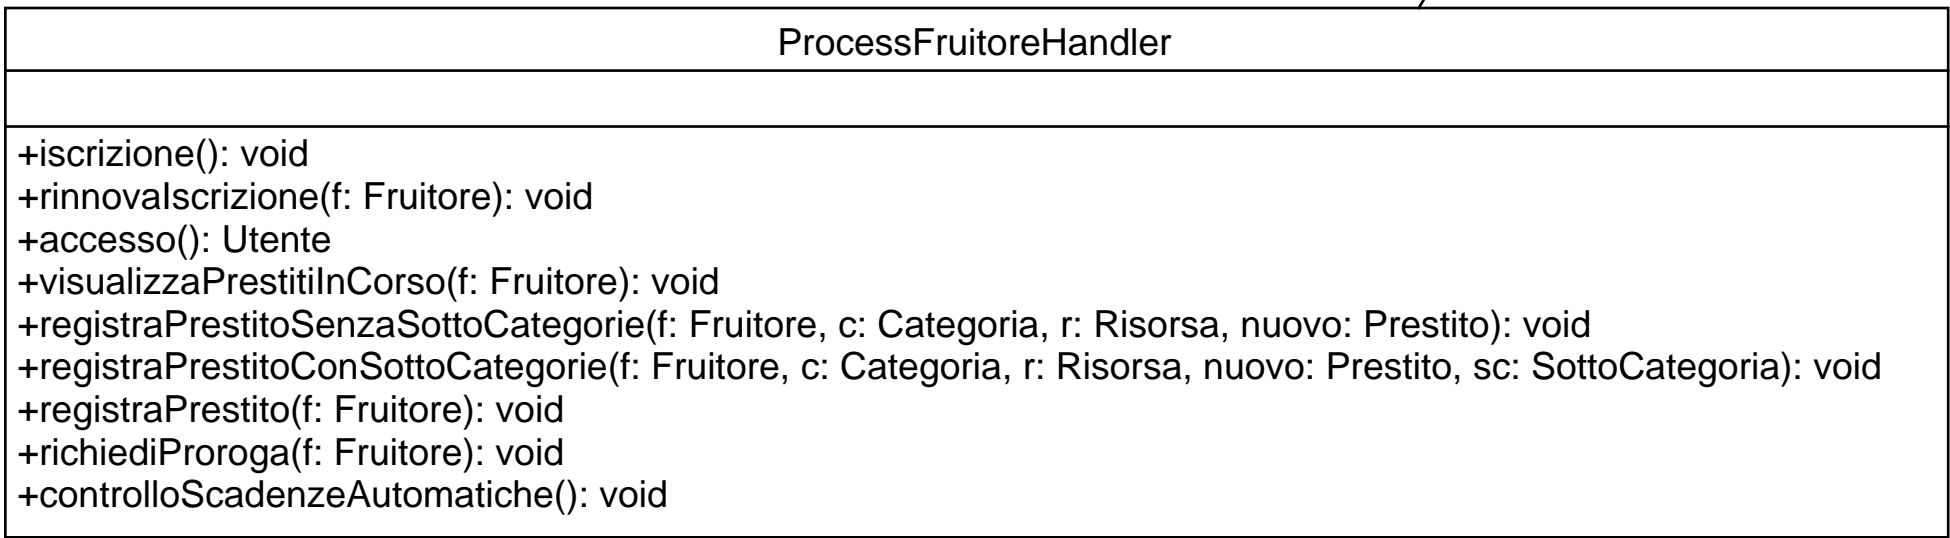 ProcessFruitoreHandler
+iscrizione(): void
+rinnovaIscrizione(f: Fruitore): void
+accesso(): Utente
+visualizzaPrestitiInCorso(f: Fruitore): void
+registraPrestitoSenzaSottoCategorie(f: Fruitore, c: Categoria, r: Risorsa, nuovo: Prestito): void
+registraPrestitoConSottoCategorie(f: Fruitore, c: Categoria, r: Risorsa, nuovo: Prestito, sc: SottoCategoria): void
+registraPrestito(f: Fruitore): void
+richiediProroga(f: Fruitore): void
+controlloScadenzeAutomatiche(): void